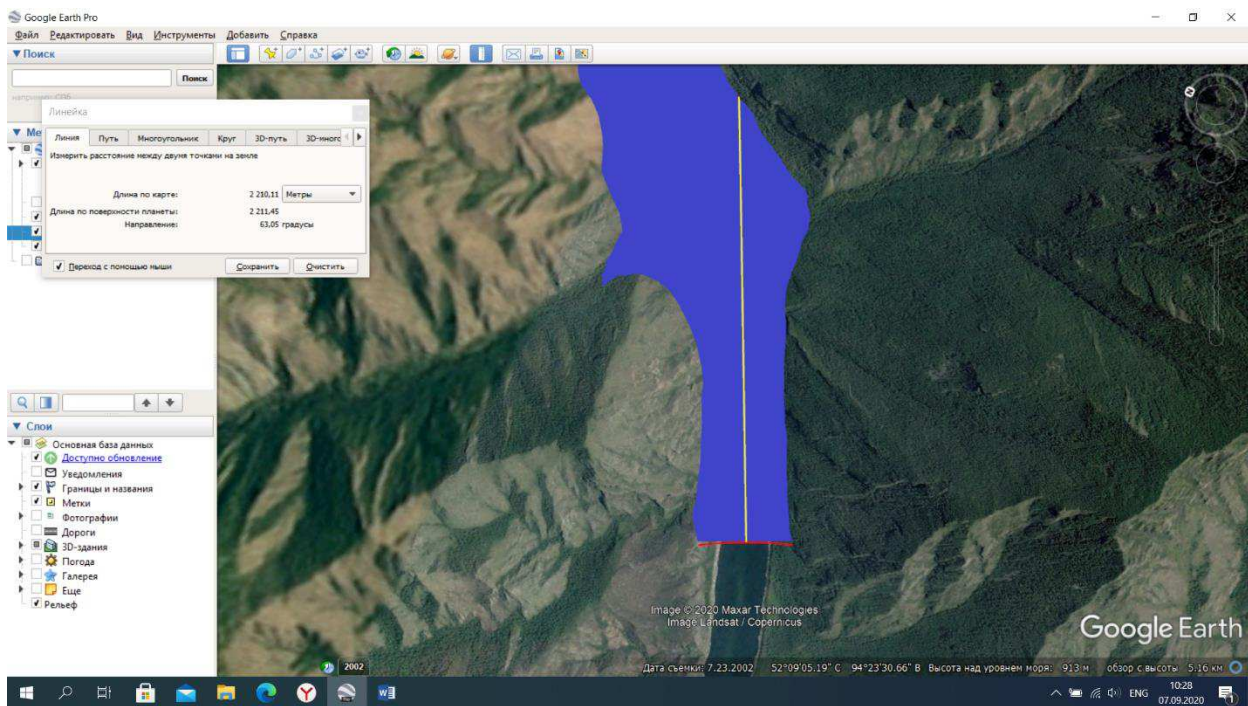 Google Earth Pro
Файл Редактировать Вид Инструменты Добавить Справка
Поиск
Поиск
Линейка
Линия Путь Многоугольник Круг 3D-путь 3D-много
Измерить расстояние между двумя точками на земле
Длина по карте: 2 210,11 Метры
Длина по поверхности планеты: 2 211,45
Направление: 63,05 градусы
Переход с помощью мыши Сохранить Очистить
Слои
Основная база данных
Доступно обновление
Уведомления
Границы и названия
Метки
Фотографии
Дороги
3D-здания
Погода
Галерея
Еще
Рельеф
Image © 2020 Maxar Technologies
Image Landsat / Copernicus
Google Earth
2002
Дата съемки: 7.23.2002 52°09'05.19" С 94°23'30.66" В Высота над уровнем моря: 913 м обзор с высоты 5.16 км
ENG
10:28
07.09.2020